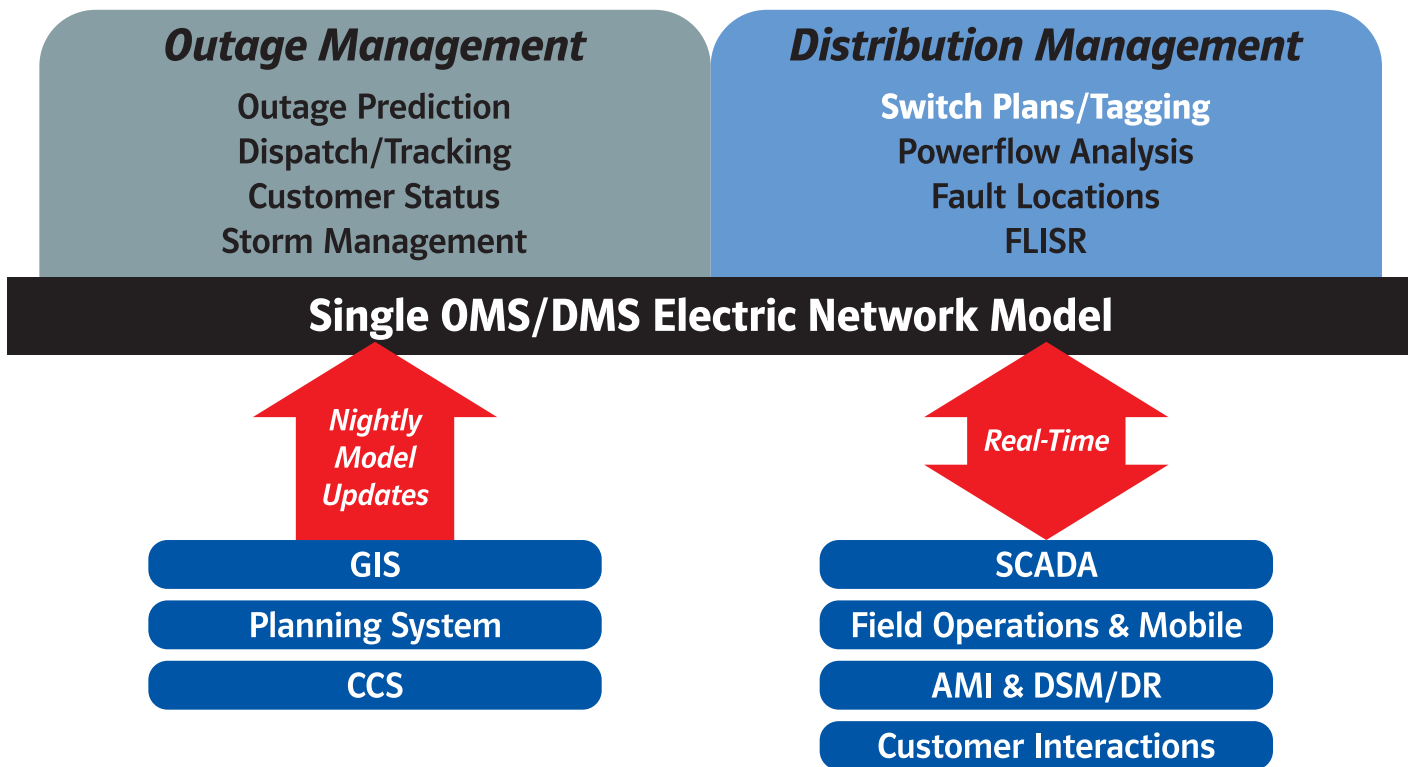 Outage Management
Outage Prediction
Dispatch/Tracking
Customer Status
Storm Management
Distribution Management
Switch Plans/Tagging
Powerflow Analysis
Fault Locations
FLISR
Single OMS/DMS Electric Network Model
Nightly
Model
Updates
GIS
Planning System
CCS
Real-Time
SCADA
Field Operations & Mobile
AMI & DSM/DR
Customer Interactions